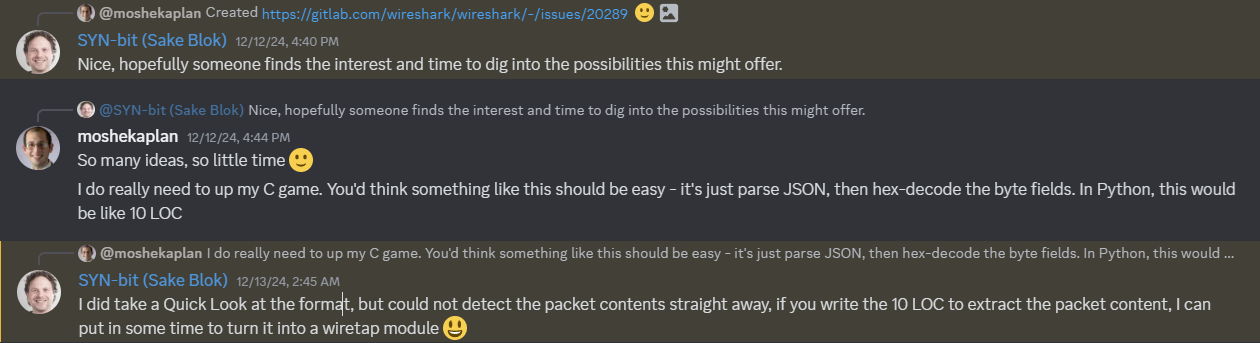 @moshekaplan Created https://gitlab.com/wireshark/wireshark/-/issues/20289
SYN-bit (Sake Blok) 12/12/24, 4:40 PM
Nice, hopefully someone finds the interest and time to dig into the possibilities this might offer.
@SYN-bit (Sake Blok) Nice, hopefully someone finds the interest and time to dig into the possibilities this might offer.
moshekaplan 12/12/24, 4:44 PM
So many ideas, so little time 🙂
I do really need to up my C game. You'd think something like this should be easy - it's just parse JSON, then hex-decode the byte fields. In Python, this would
be like 10 LOC
@moshekaplan I do really need to up my C game. You'd think something like this should be easy - it's just parse JSON, then hex-decode the byte fields. In Python, this would ...
SYN-bit (Sake Blok) 12/13/24, 2:45 AM
I did take a Quick Look at the format, but could not detect the packet contents straight away, if you write the 10 LOC to extract the packet content, I can
put in some time to turn it into a wiretap module 😃